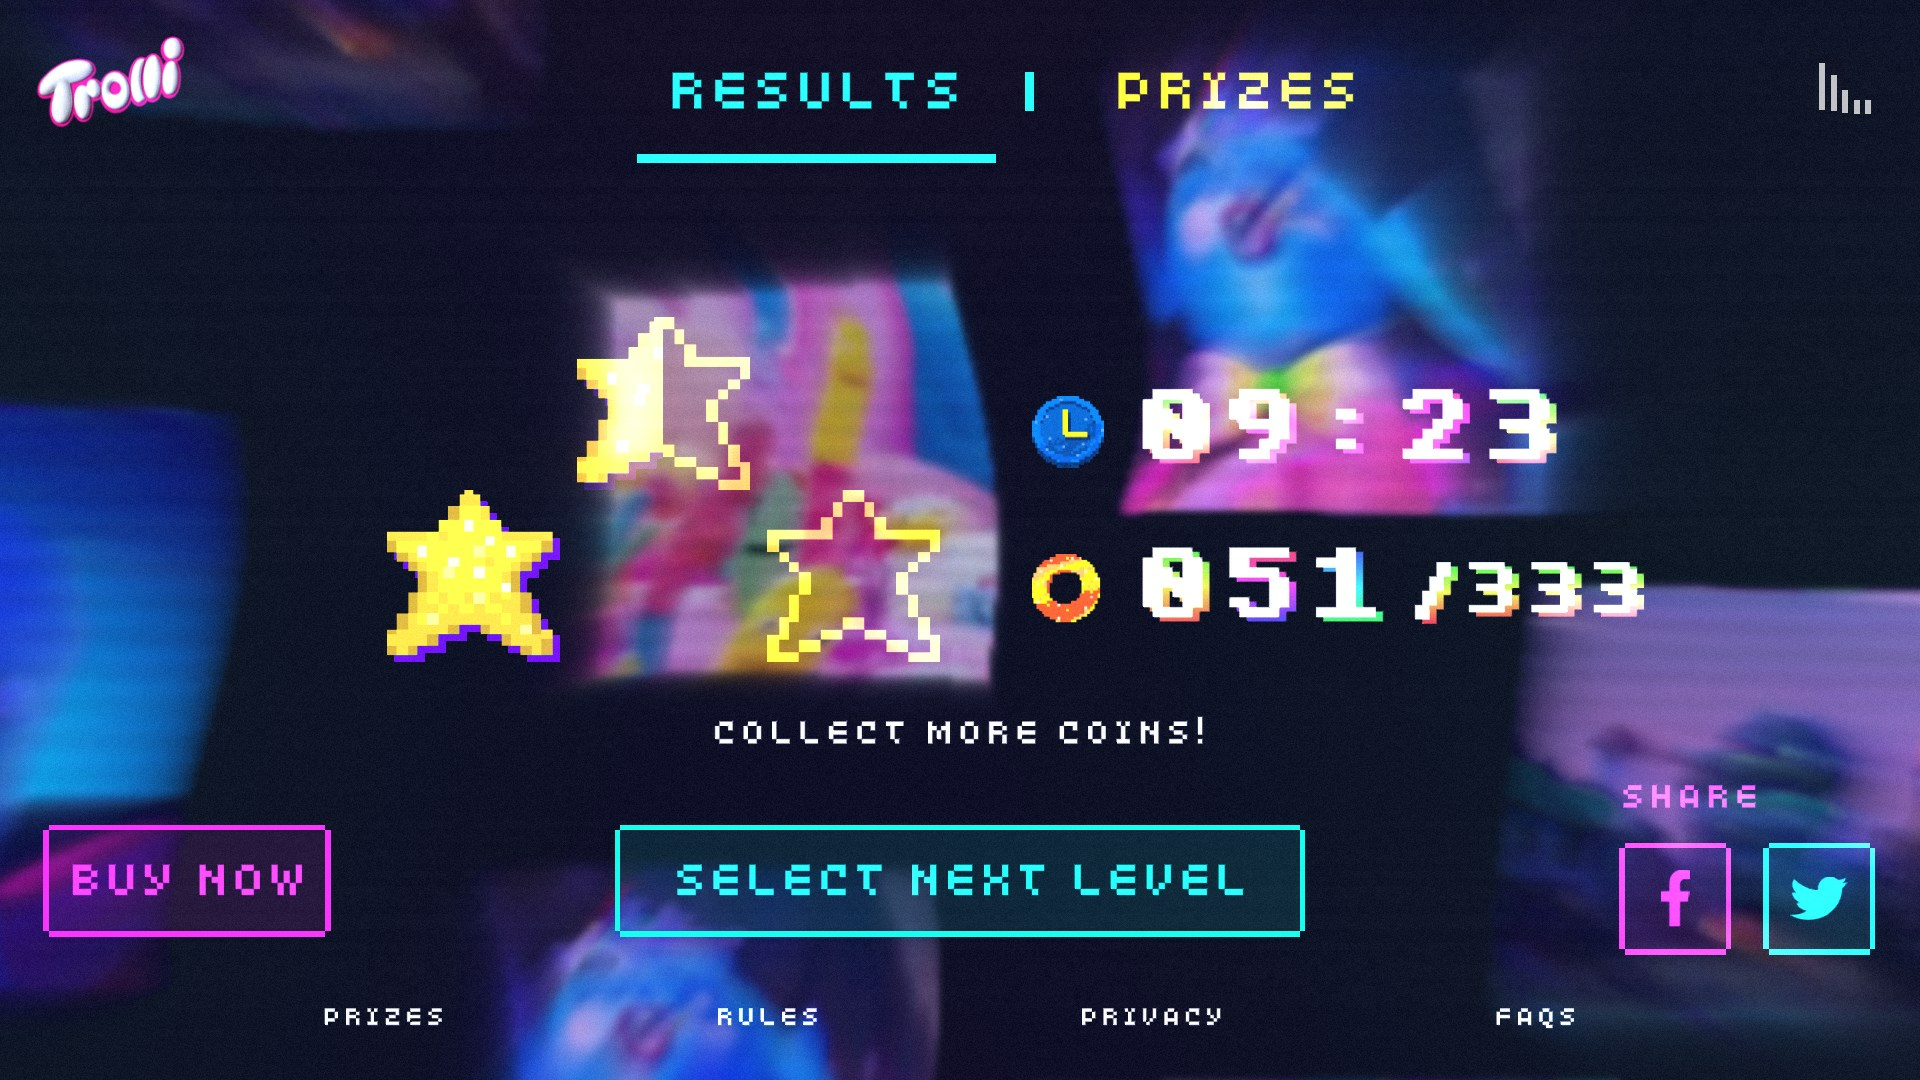 Trolli
RESULTS | PRIZES
09:23
051/333
COLLECT MORE COINS!
SHARE
BUY NOW
SELECT NEXT LEVEL
PRIZES
RULES
PRIVACY
FAQS